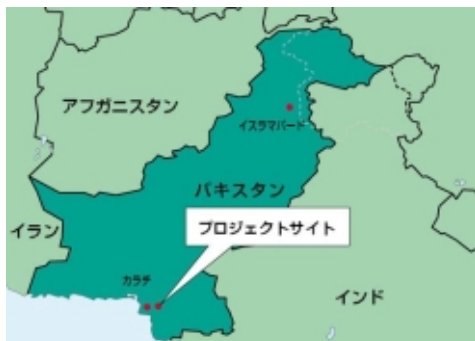 アフガニスタン
イスラマバード
パキスタン
プロジェクトサイト
イラン
カラチ
インド